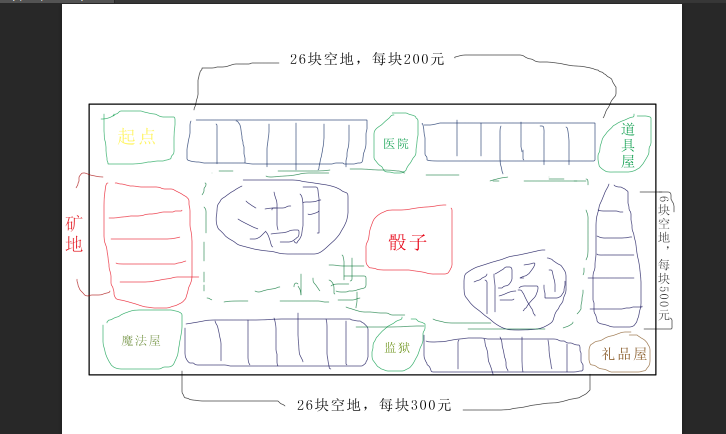 26块空地，每块200元
起点
医院
道具屋
湖
骰子
矿地
6块空地，每块500元
假山
魔法屋
监狱
礼品屋
26块空地，每块300元